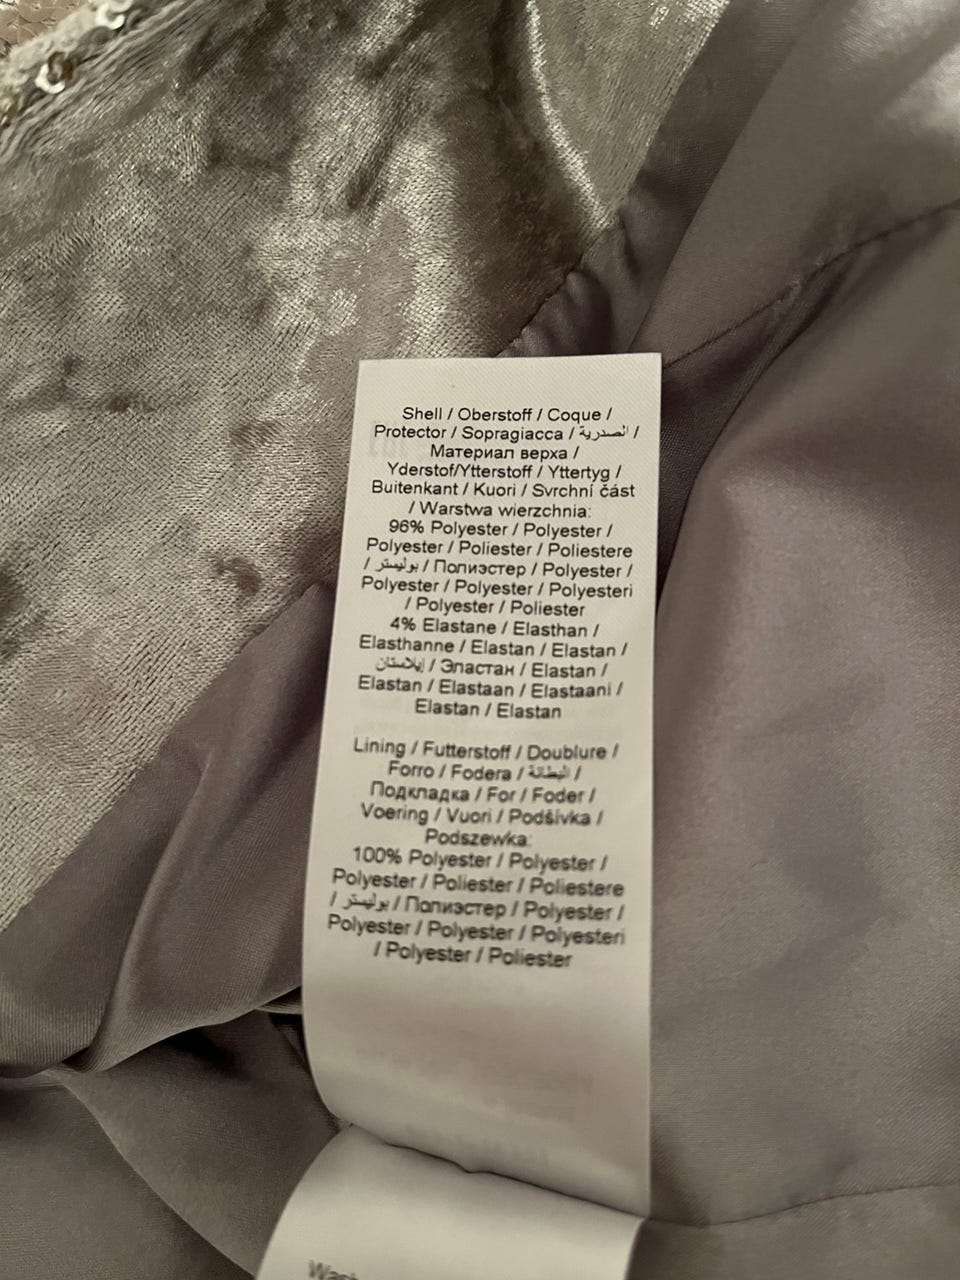 Shell / Oberstoff / Coque /
Protector / Sopragiacca / الصدرية /
Материал верха /
Yderstof/Ytterstoff / Yttertyg /
Buitenkant / Kuori / Svrchní část
/ Warstwa wierzchnia:
96% Polyester / Polyester /
Polyester / Poliester / Poliestere
/ بوليستر / Полиэстер / Polyester /
Polyester / Polyester / Polyesteri
/ Polyester / Poliester
4% Elastane / Elasthan /
Elasthanne / Elastan / Elastan /
إيلاستان / Эластан / Elastan /
Elastan / Elastaan / Elastaani /
Elastan / Elastan
Lining / Futterstoff / Doublure /
Forro / Fodera / البطانة /
Подкладка / For / Foder /
Voering / Vuori / Podšívka /
Podszewka:
100% Polyester / Polyester /
Polyester / Poliester / Poliestere
/ بوليستر / Полиэстер / Polyester /
Polyester / Polyester / Polyesteri
/ Polyester / Poliester